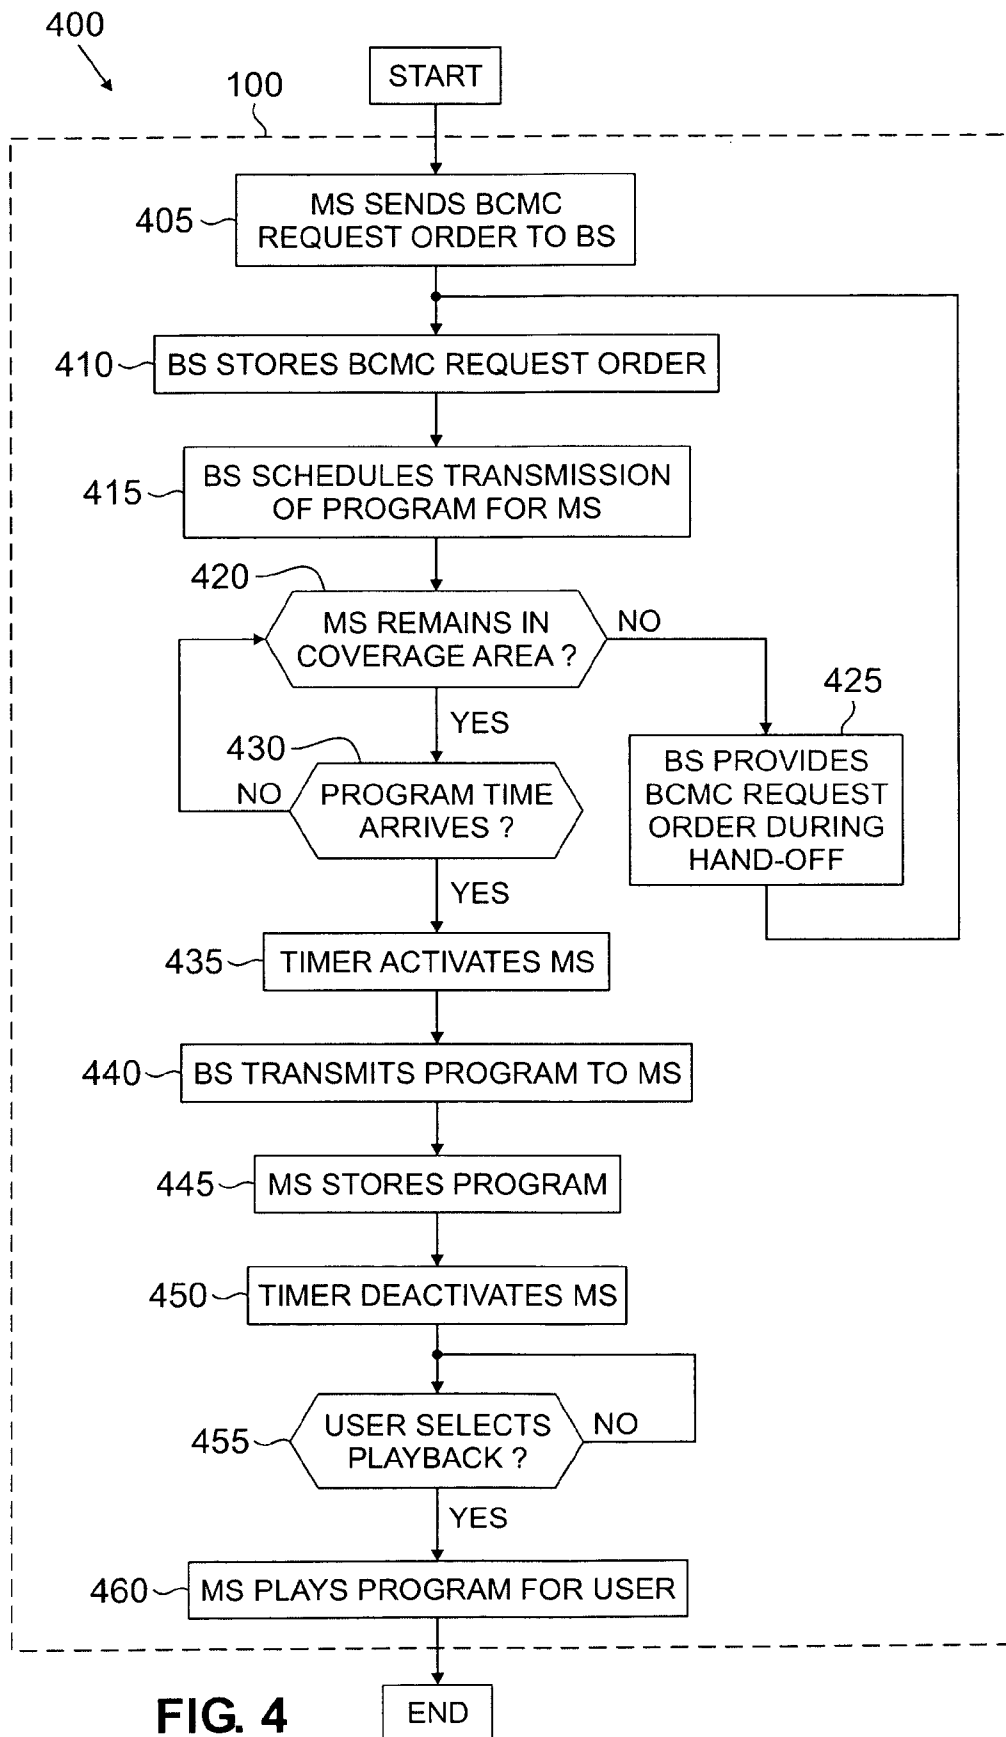 400
START
100
405
MS SENDS BCMC
REQUEST ORDER TO BS
410
BS STORES BCMC REQUEST ORDER
415
BS SCHEDULES TRANSMISSION
OF PROGRAM FOR MS
420
MS REMAINS IN
COVERAGE AREA ?
NO
YES
425
BS PROVIDES
BCMC REQUEST
ORDER DURING
HAND-OFF
430
NO
PROGRAM TIME
ARRIVES ?
YES
435
TIMER ACTIVATES MS
440
BS TRANSMITS PROGRAM TO MS
445
MS STORES PROGRAM
450
TIMER DEACTIVATES MS
455
USER SELECTS
PLAYBACK ?
NO
YES
460
MS PLAYS PROGRAM FOR USER
FIG. 4
END